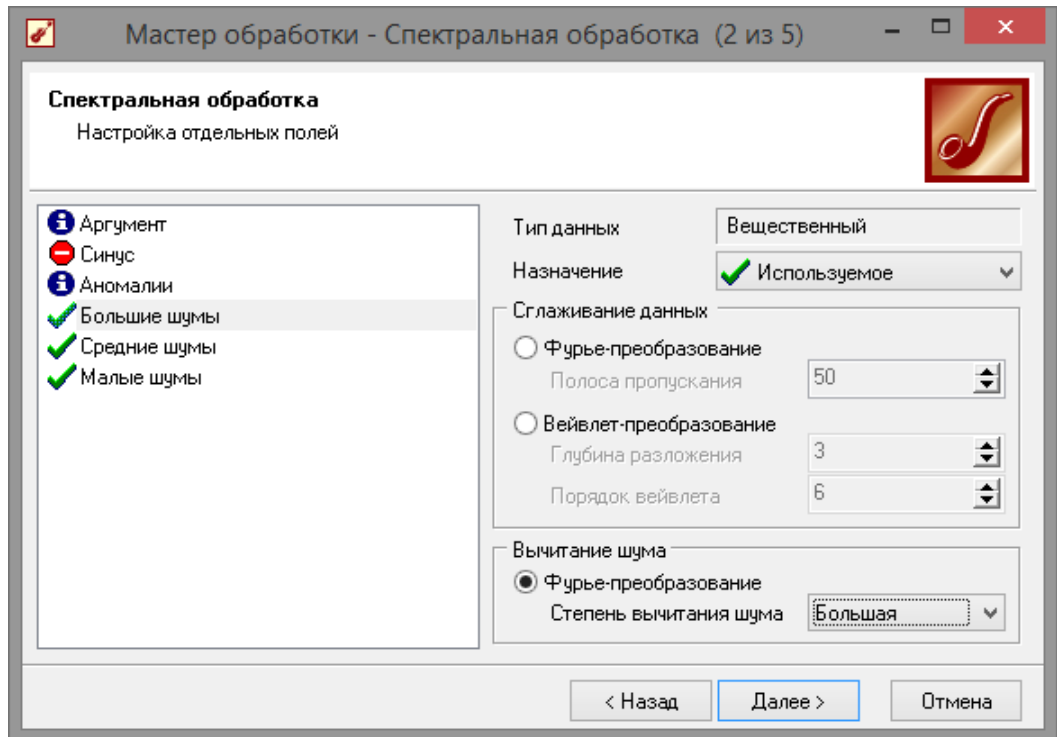 Мастер обработки - Спектральная обработка (2 из 5)
Спектральная обработка
Настройка отдельных полей
Аргумент
Синус
Аномалии
Большие шумы
Средние шумы
Малые шумы
Тип данных Вещественный
Назначение Используемое
Сглаживание данных
Фурье-преобразование
Полоса пропускания 50
Вейвлет-преобразование
Глубина разложения 3
Порядок вейвлета 6
Вычитание шума
Фурье-преобразование
Степень вычитания шума Большая
< Назад Далее > Отмена